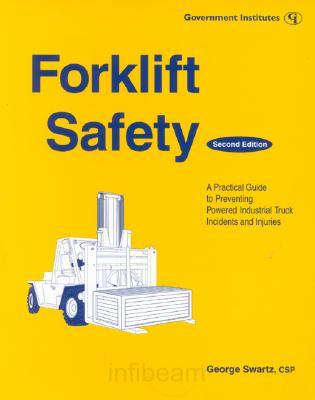 Government Institutes
Forklift
Safety
Second Edition
A Practical Guide
to Preventing
Powered Industrial Truck
Incidents and Injuries
George Swartz, CSP
infibeam